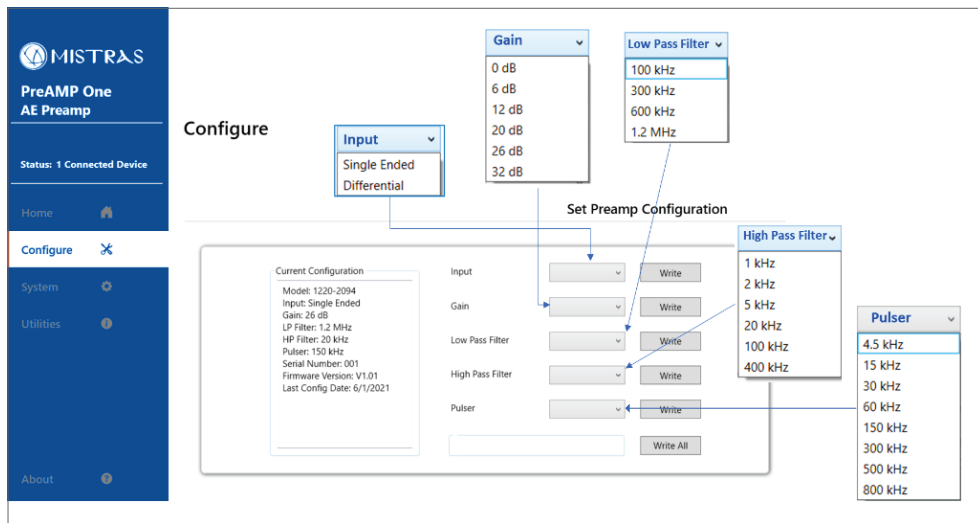 MISTRAS
PreAMP One
AE Preamp
Status: 1 Connected Device
Home
Configure
System
Utilities
About
Configure
Input
Single Ended
Differential
Gain
0 dB
6 dB
12 dB
20 dB
26 dB
32 dB
Low Pass Filter
100 kHz
300 kHz
600 kHz
1.2 MHz
Set Preamp Configuration
High Pass Filter
1 kHz
2 kHz
5 kHz
20 kHz
100 kHz
400 kHz
Pulser
4.5 kHz
15 kHz
30 kHz
60 kHz
150 kHz
300 kHz
500 kHz
800 kHz
Current Configuration
Model: 1220-2094
Input: Single Ended
Gain: 26 dB
LP Filter: 1.2 MHz
HP Filter: 20 kHz
Pulser: 150 kHz
Serial Number: 001
Firmware Version: V1.01
Last Config Date: 6/1/2021
Input Write
Gain Write
Low Pass Filter Write
High Pass Filter Write
Pulser Write
Write All